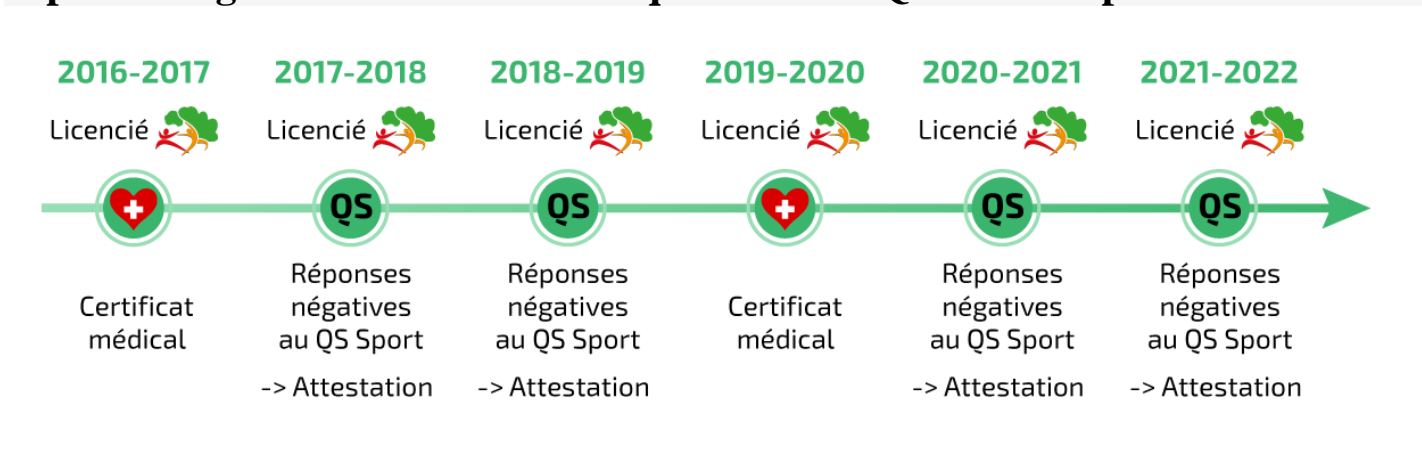 2016-2017 2017-2018 2018-2019 2019-2020 2020-2021 2021-2022
Licencié Licencié Licencié Licencié Licencié Licencié
QS QS QS QS
Réponses Réponses Réponses Réponses
Certificat négatives négatives Certificat négatives négatives
médical au QS Sport au QS Sport médical au QS Sport au QS Sport
-> Attestation -> Attestation -> Attestation -> Attestation